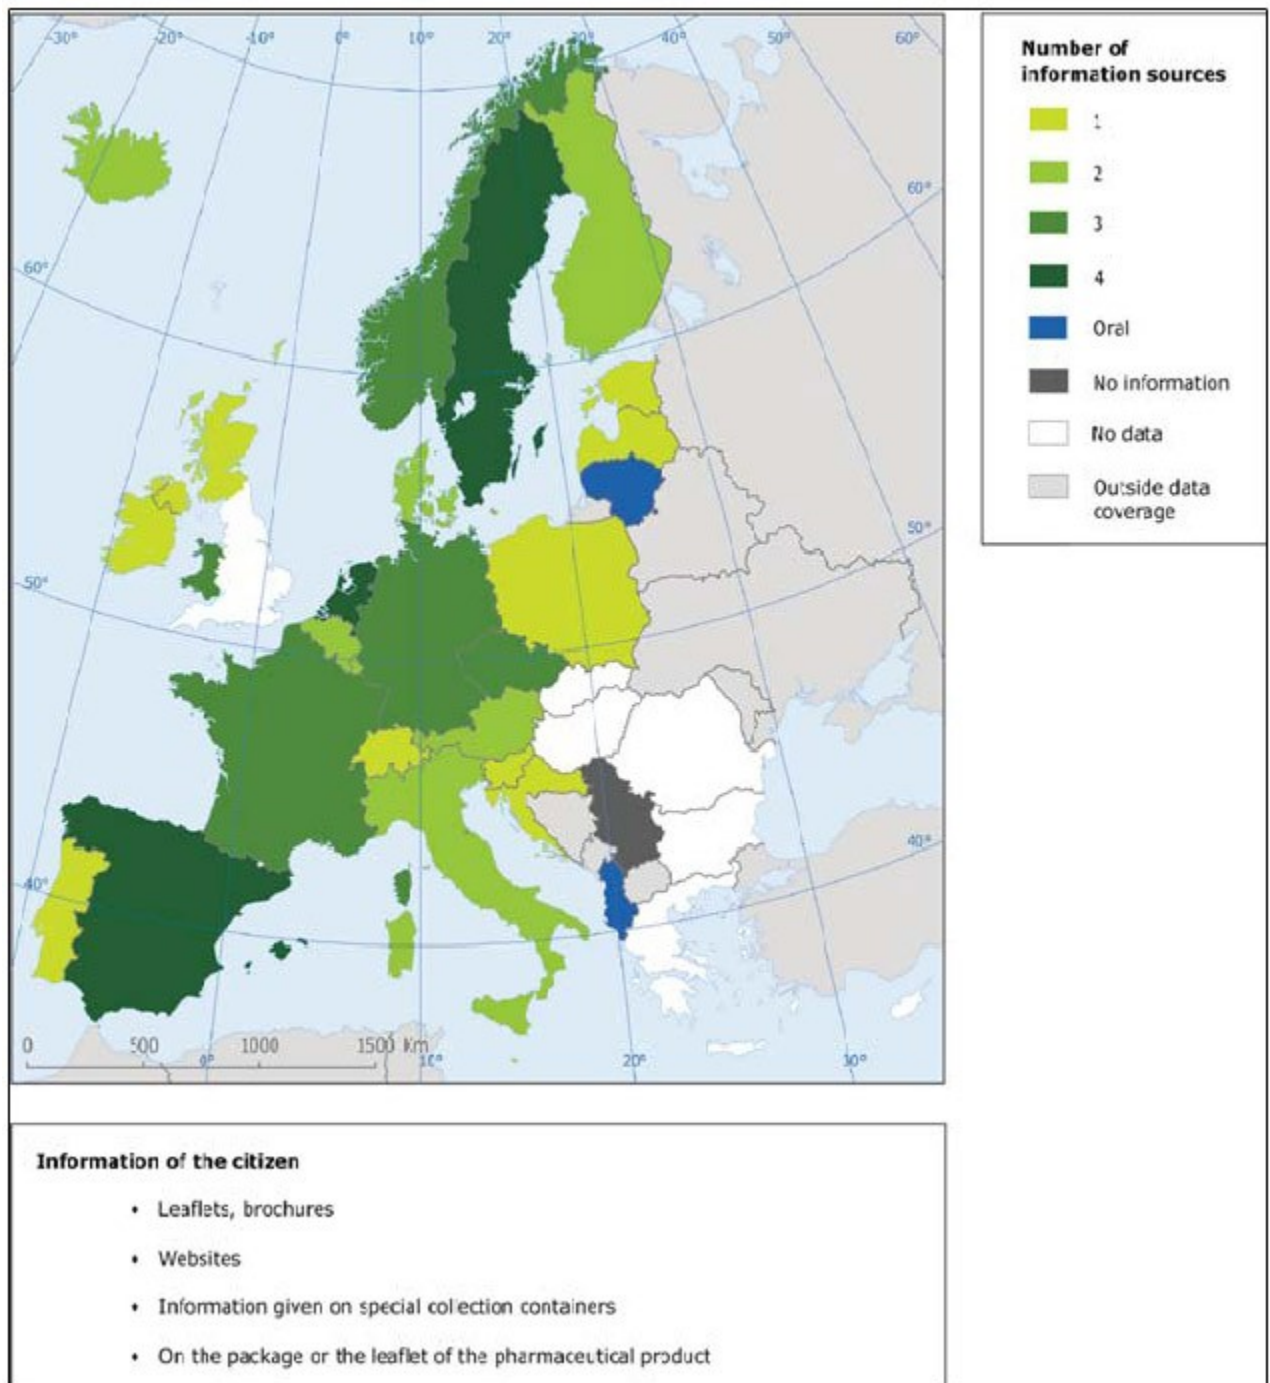 -30°
-20°
-10°
0°
10°
20°
30°
40°
50°
60°
60°
60°
50°
50°
40°
40°
0
500
1000
1500 Km
0°
10°
20°
30°
Number of
information sources
1
2
3
4
Oral
No information
No data
Outside data
coverage
Information of the citizen
• Leaflets, brochures
• Websites
• Information given on special collection containers
• On the package or the leaflet of the pharmaceutical product